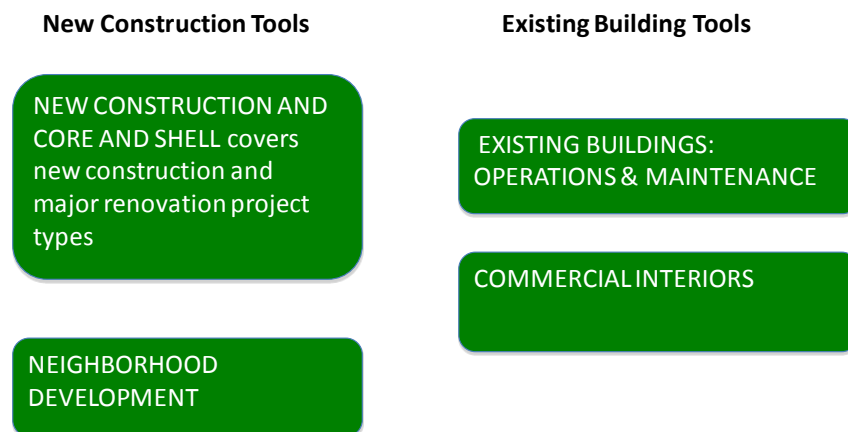 New Construction Tools
NEW CONSTRUCTION AND
CORE AND SHELL covers
new construction and
major renovation project
types
NEIGHBORHOOD
DEVELOPMENT
Existing Building Tools
EXISTING BUILDINGS:
OPERATIONS & MAINTENANCE
COMMERCIAL INTERIORS